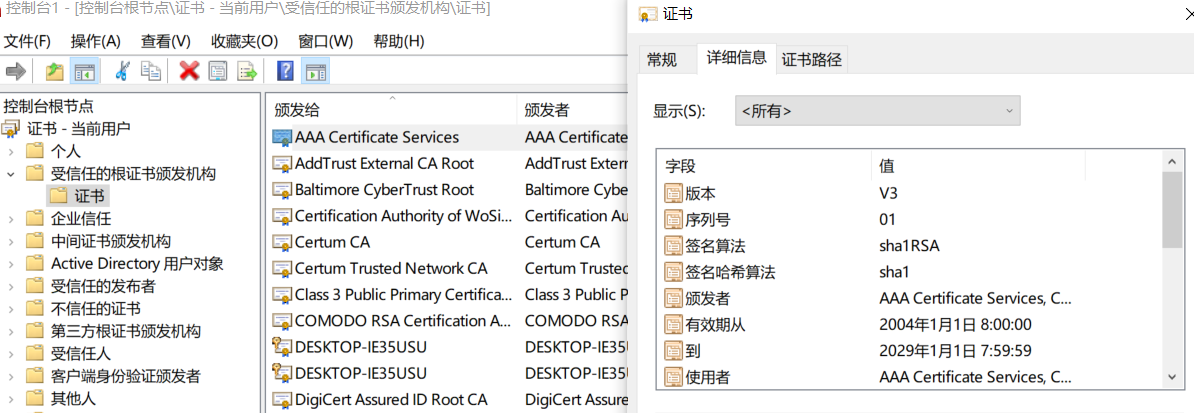 控制台1 - [控制台根节点\证书 - 当前用户\受信任的根证书颁发机构\证书]
文件(F) 操作(A) 查看(V) 收藏夹(O) 窗口(W) 帮助(H)
控制台根节点
证书 - 当前用户
个人
受信任的根证书颁发机构
证书
企业信任
中间证书颁发机构
Active Directory 用户对象
受信任的发布者
不信任的证书
第三方根证书颁发机构
受信任人
客户端身份验证颁发者
其他人
颁发给 颁发者
AAA Certificate Services AAA Certificate
AddTrust External CA Root AddTrust Extern
Baltimore CyberTrust Root Baltimore Cyber
Certification Authority of WoSi... Certification Au
Certum CA Certum CA
Certum Trusted Network CA Certum Trustec
Class 3 Public Primary Certifica... Class 3 Public P
COMODO RSA Certification A... COMODO RSA
DESKTOP-IE35USU DESKTOP-IE35U
DESKTOP-IE35USU DESKTOP-IE35U
DigiCert Assured ID Root CA DigiCert Assure
证书
常规 详细信息 证书路径
显示(S): <所有>
字段 值
版本 V3
序列号 01
签名算法 sha1RSA
签名哈希算法 sha1
颁发者 AAA Certificate Services, C...
有效期从 2004年1月1日 8:00:00
到 2029年1月1日 7:59:59
使用者 AAA Certificate Services, C...